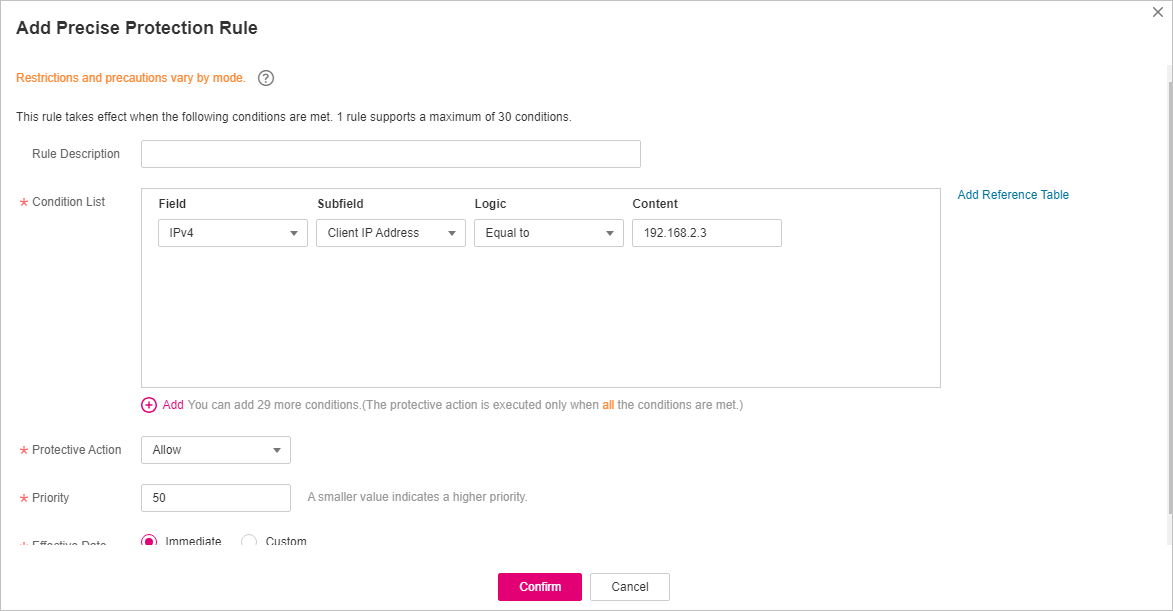 Add Precise Protection Rule
Restrictions and precautions vary by mode. ?
This rule takes effect when the following conditions are met. 1 rule supports a maximum of 30 conditions.
Rule Description
* Condition List
Field Subfield Logic Content
Add Reference Table
IPv4 Client IP Address Equal to 192.168.2.3
Add You can add 29 more conditions.(The protective action is executed only when all the conditions are met.)
* Protective Action Allow
* Priority 50 A smaller value indicates a higher priority.
* Effective Date Immediate Custom
Confirm Cancel